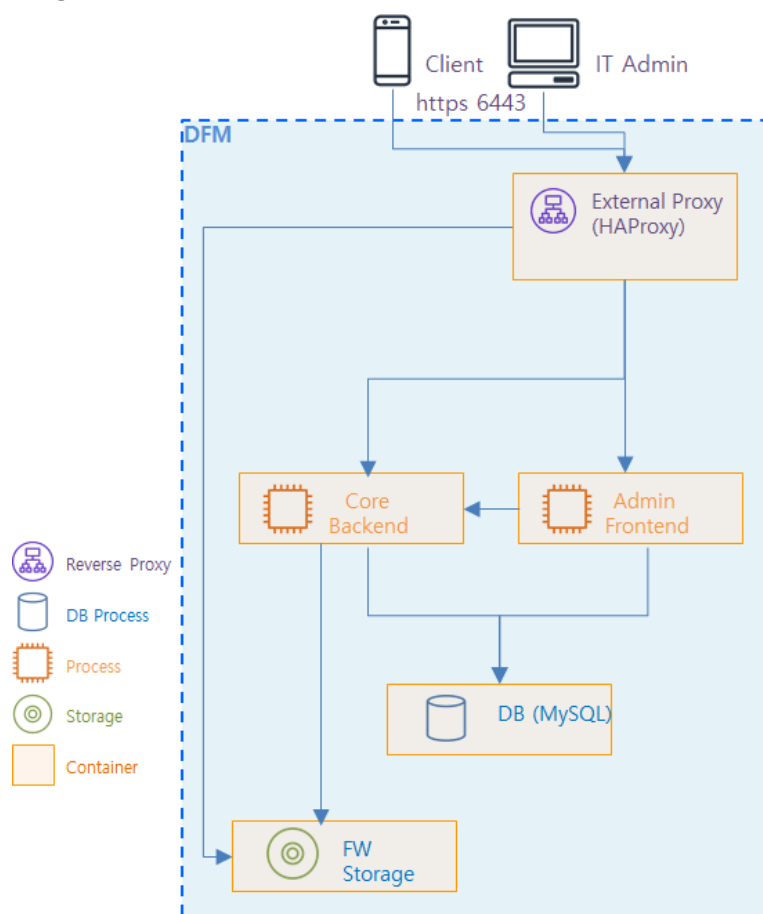 Client
IT Admin
https 6443
DFM
External Proxy
(HAProxy)
Core
Backend
Admin
Frontend
Reverse Proxy
DB Process
Process
Storage
Container
DB (MySQL)
FW
Storage